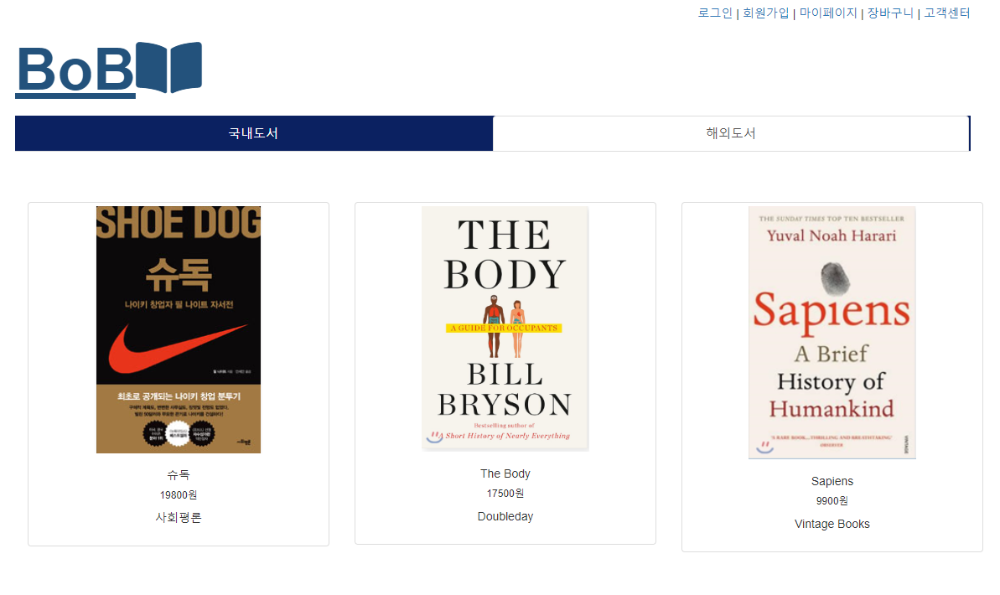 로그인 | 회원가입 | 마이페이지 | 장바구니 | 고객센터
BoB
국내도서
해외도서
SHOE DOG
슈독
나이키 창업자 필 나이트 자서전
최초로 공개되는 나이키 창업 분투기
슈독
19800원
사회평론
THE
BODY
A GUIDE FOR OCCUPANTS
BILL
BRYSON
Bestselling author of
A Short History of Nearly Everything
The Body
17500원
Doubleday
THE SUNDAY TIMES TOP TEN BESTSELLER
Yuval Noah Harari
Sapiens
A Brief
History of
Humankind
'A RARE BOOK...THRILLING AND BREATHTAKING'
OBSERVER
VINTAGE
Sapiens
9900원
Vintage Books